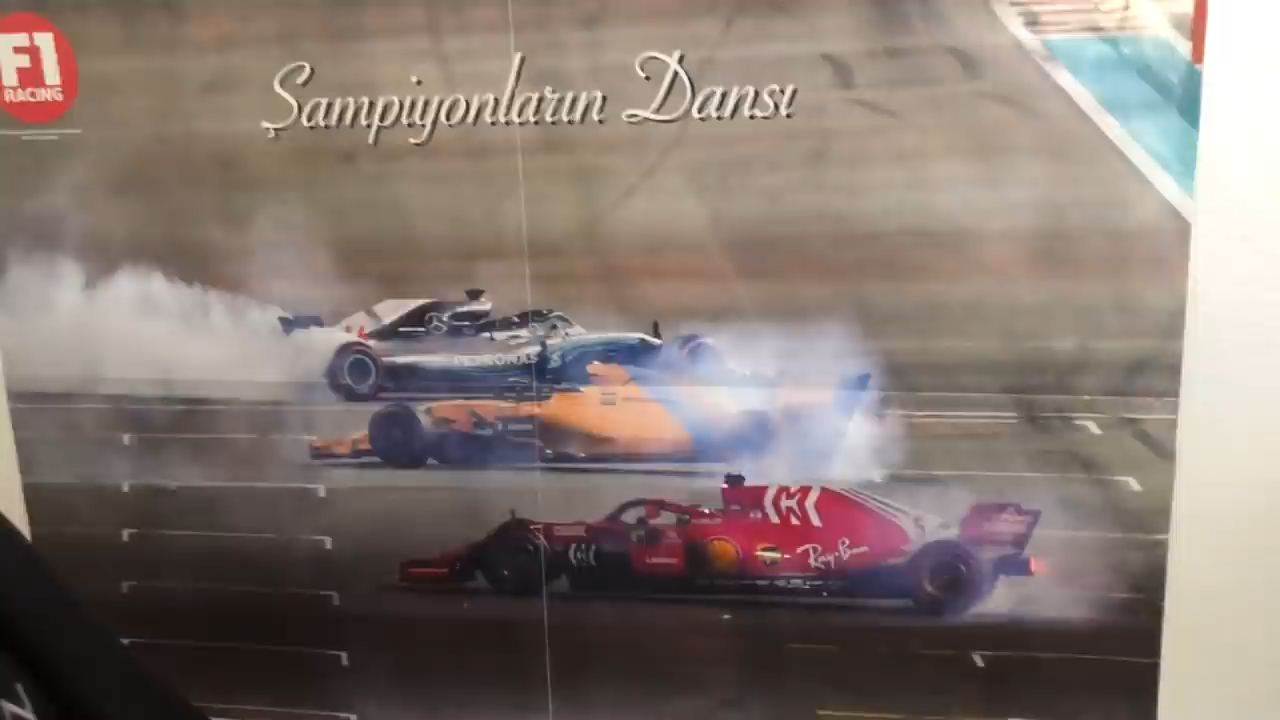 F1
RACING
Şampiyonların Dansı
PETRONAS
Ray-Ban